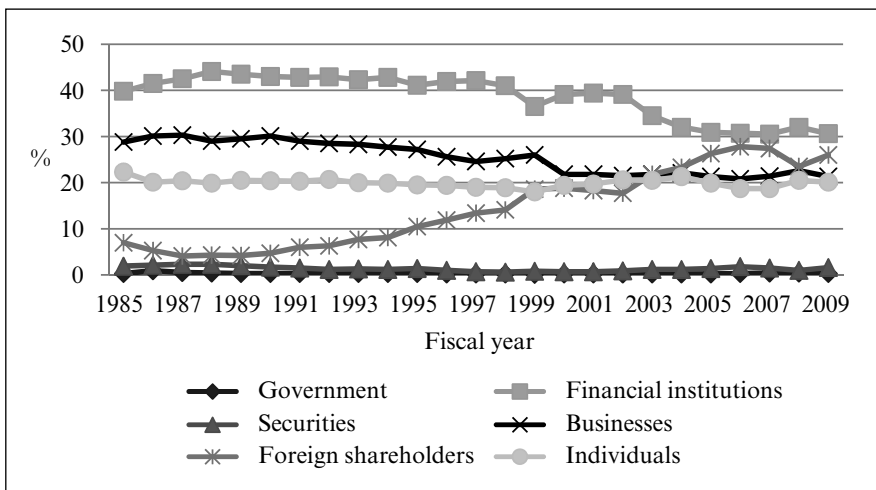 50
40
30
%
20
10
0
1985 1987 1989 1991 1993 1995 1997 1999 2001 2003 2005 2007 2009
Fiscal year
Government Financial institutions
Securities Businesses
Foreign shareholders Individuals